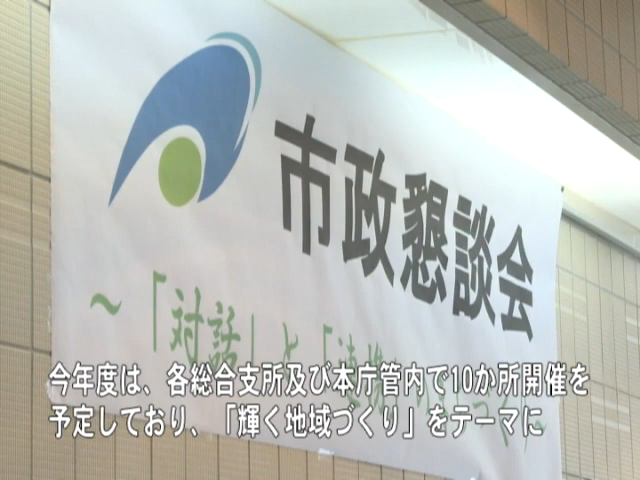 市政懇談会
～「対話」と「連携
今年度は、各総合支所及び本庁管内で10か所開催を
予定しており、「輝く地域づくり」をテーマに